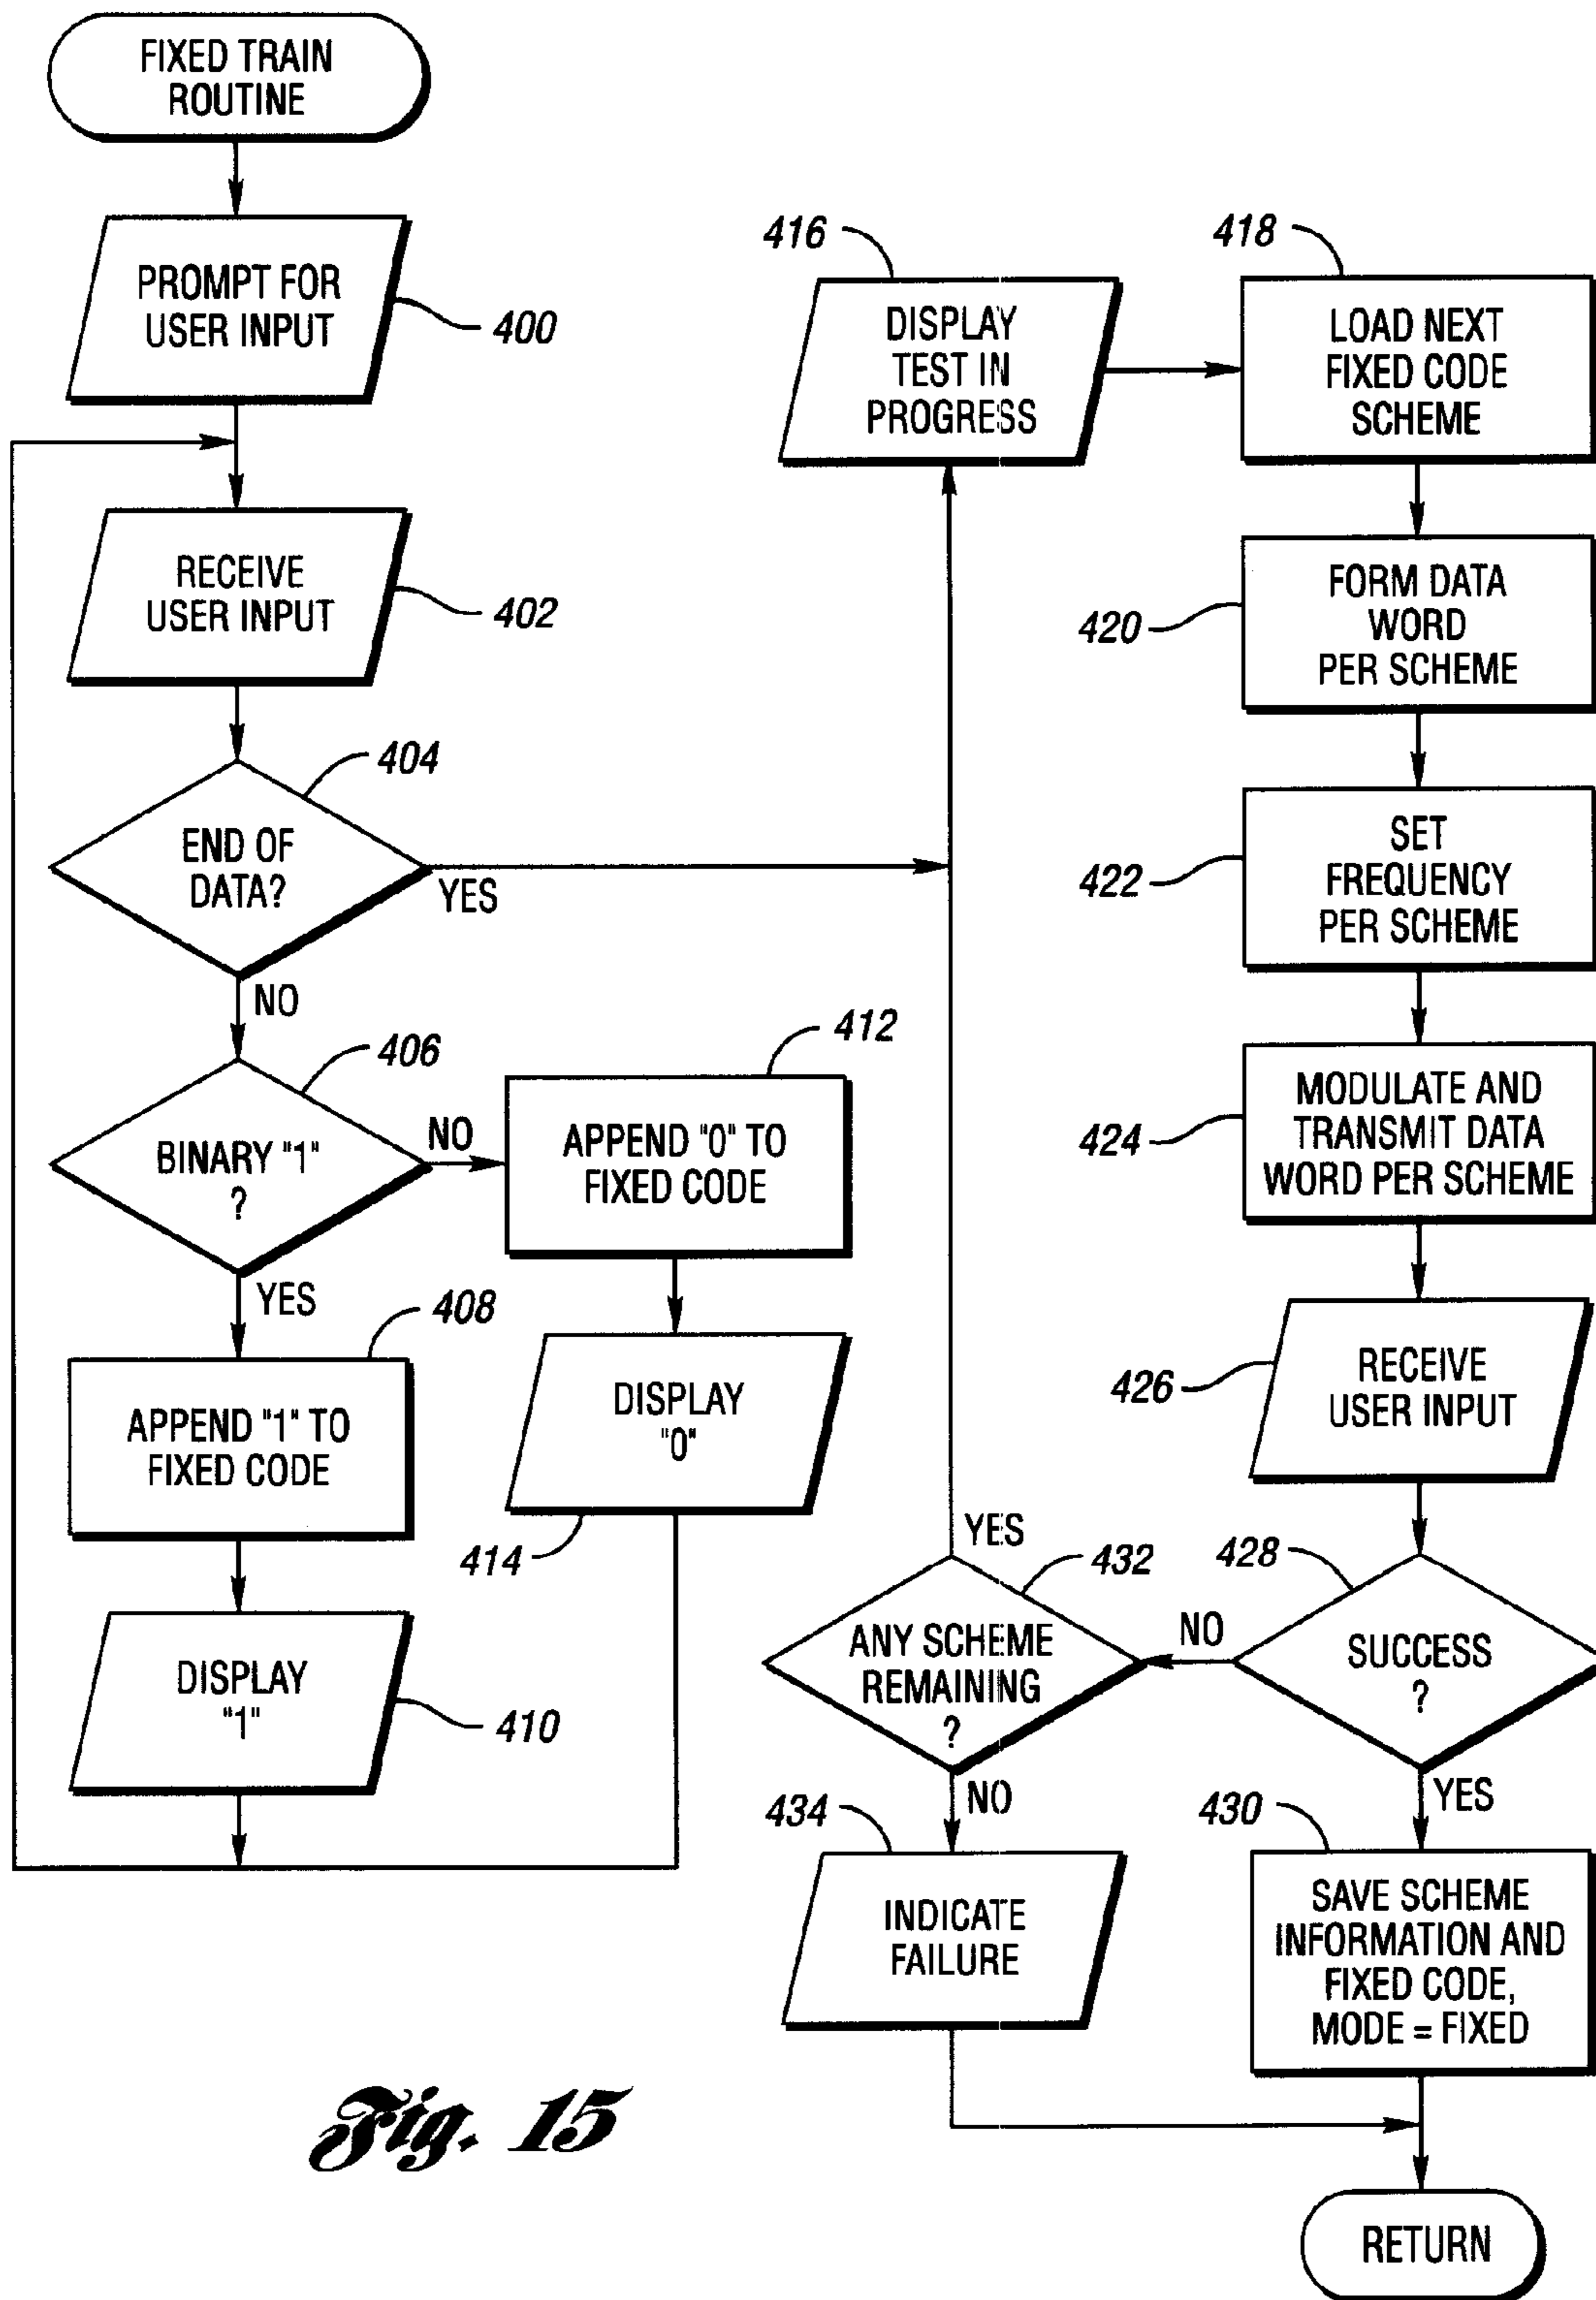 FIXED TRAIN
ROUTINE
PROMPT FOR
USER INPUT
400
RECEIVE
USER INPUT
402
404
END OF
DATA?
YES
NO
406
BINARY "1"
?
NO
YES
412
APPEND "0" TO
FIXED CODE
408
APPEND "1" TO
FIXED CODE
DISPLAY
"0"
414
DISPLAY
"1"
410
416
DISPLAY
TEST IN
PROGRESS
418
LOAD NEXT
FIXED CODE
SCHEME
420
FORM DATA
WORD
PER SCHEME
422
SET
FREQUENCY
PER SCHEME
424
MODULATE AND
TRANSMIT DATA
WORD PER SCHEME
426
RECEIVE
USER INPUT
428
SUCCESS
?
NO
YES
432
ANY SCHEME
REMAINING
?
YES
NO
434
INDICATE
FAILURE
430
SAVE SCHEME
INFORMATION AND
FIXED CODE,
MODE = FIXED
RETURN
Fig. 15